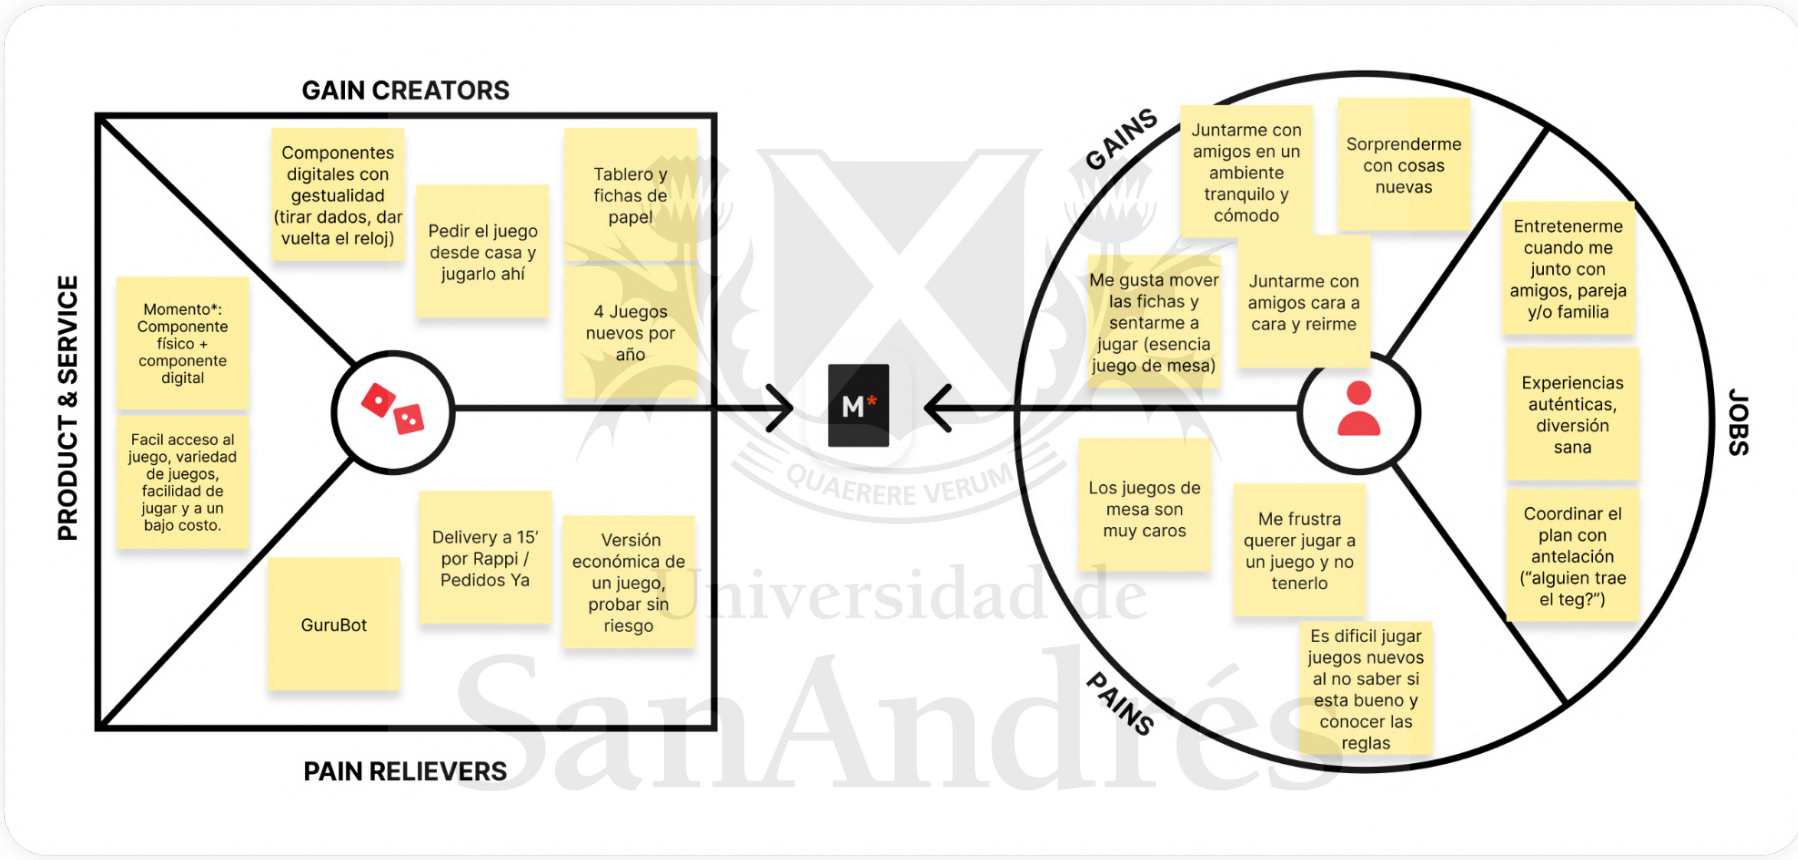 GAIN CREATORS
Componentes
digitales con
gestualidad
(tirar dados, dar
vuelta el reloj)
Pedir el juego
desde casa y
jugarlo ahí
Tablero y
fichas de
papel
4 Juegos
nuevos por
año
PRODUCT & SERVICE
Momento*:
Componente
físico +
componente
digital
Facil acceso al
juego, variedad
de juegos,
facilidad de
jugar y a un
bajo costo.
GuruBot
Delivery a 15'
por Rappi /
Pedidos Ya
Versión
económica de
un juego,
probar sin
riesgo
PAIN RELIEVERS
M*
GAINS
Juntarme con
amigos en un
ambiente
tranquilo y
cómodo
Sorprenderme
con cosas
nuevas
Me gusta mover
las fichas y
sentarme a
jugar (esencia
juego de mesa)
Juntarme con
amigos cara a
cara y reirme
JOBS
Entretenerme
cuando me
junto con
amigos, pareja
y/o familia
Experiencias
auténticas,
diversión
sana
Coordinar el
plan con
antelación
(“alguien trae
el teg?”)
PAINS
Los juegos de
mesa son
muy caros
Me frustra
querer jugar a
un juego y no
tenerlo
Es dificil jugar
juegos nuevos
al no saber si
esta bueno y
conocer las
reglas
QUAERERE VERUM
Universidad de
SanAndrés